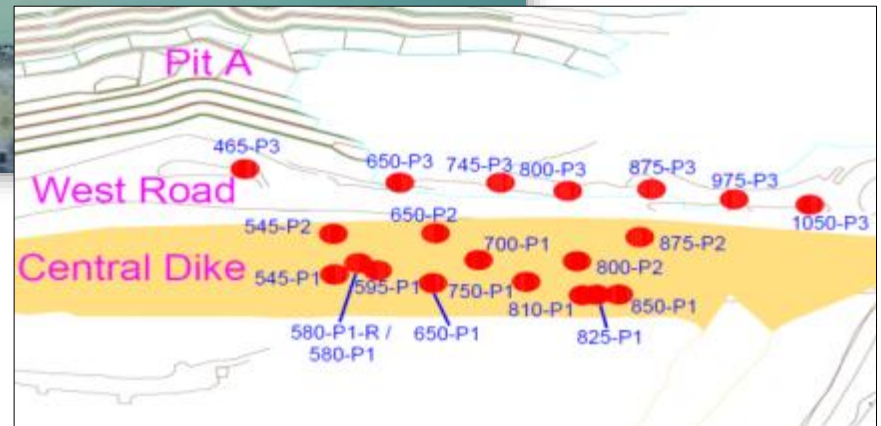 Pit A
465-P3
650-P3
745-P3
800-P3
875-P3
975-P3
1050-P3
West Road
545-P2
650-P2
875-P2
Central Dike
700-P1
800-P2
545-P1
595-P1
750-P1
810-P1
850-P1
580-P1-R /
580-P1
650-P1
825-P1